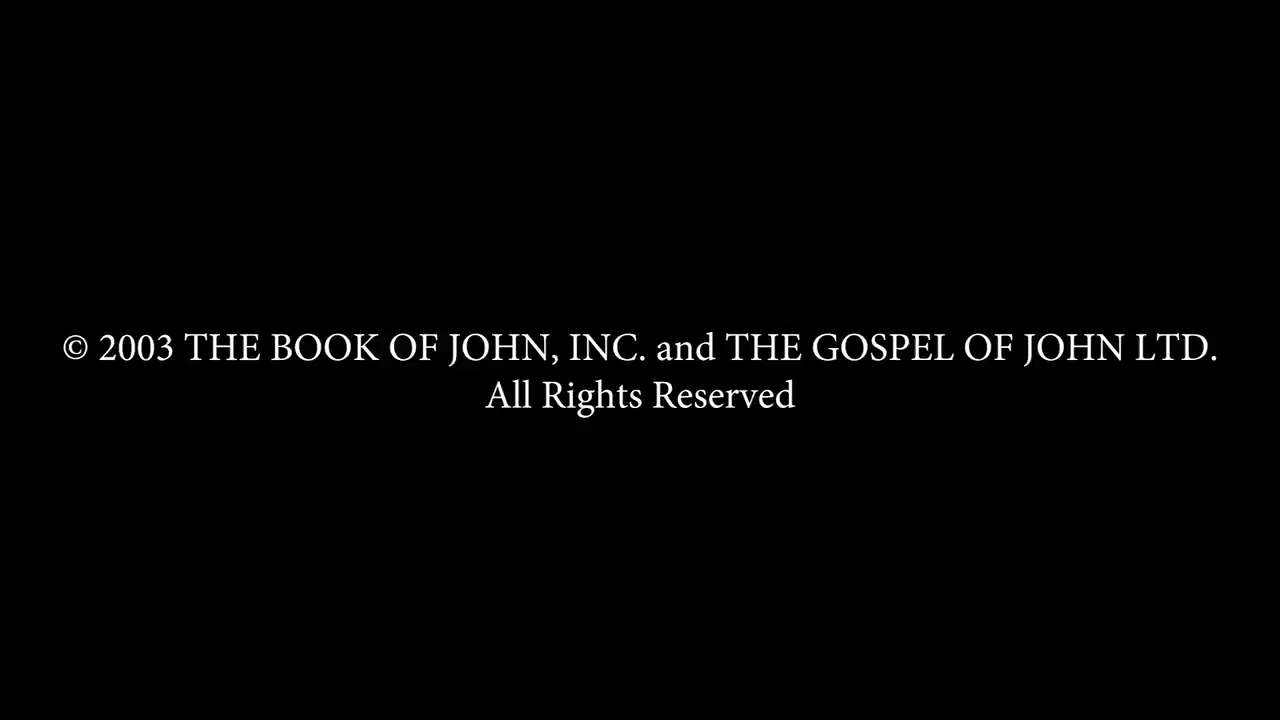 © 2003 THE BOOK OF JOHN, INC. and THE GOSPEL OF JOHN LTD.
All Rights Reserved